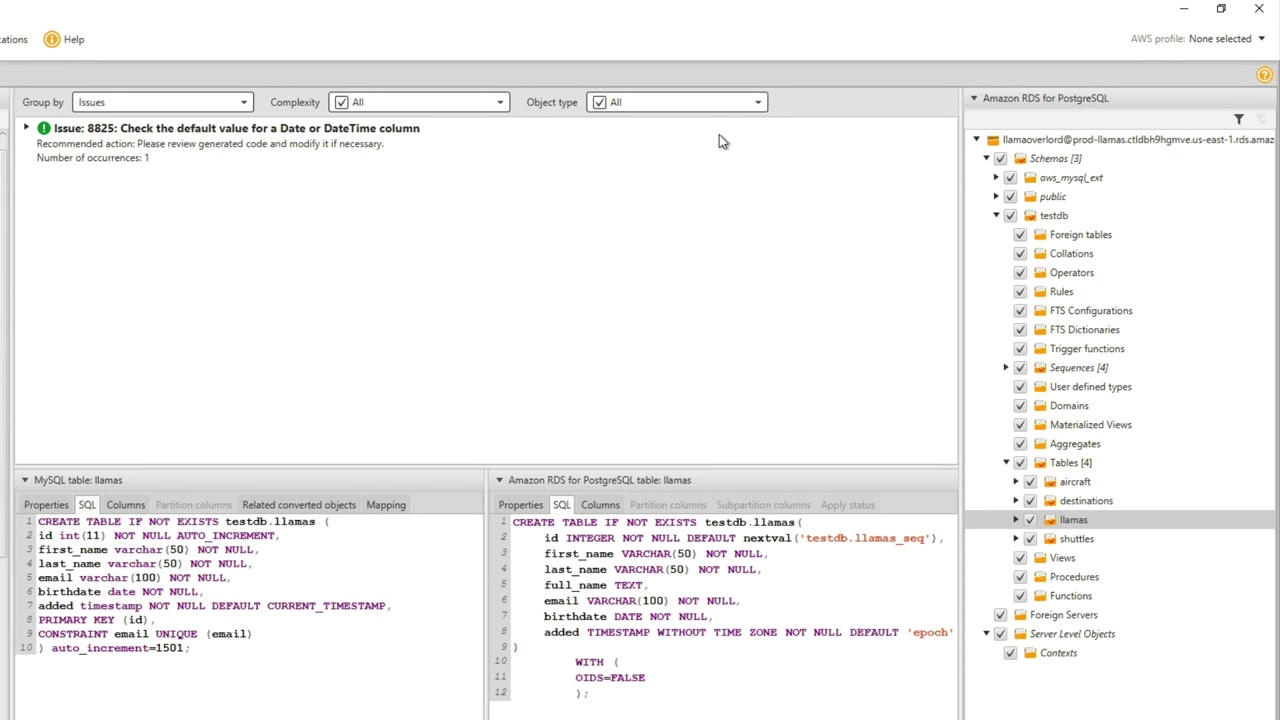 ations Help AWS profile: None selected
Group by Issues Complexity All Object type All
Issue: 8825: Check the default value for a Date or DateTime column
Recommended action: Please review generated code and modify it if necessary.
Number of occurrences: 1
MySQL table: llamas
Properties SQL Columns Partition columns Related converted objects Mapping
1 CREATE TABLE IF NOT EXISTS testdb.llamas (
2 id int(11) NOT NULL AUTO_INCREMENT,
3 first_name varchar(50) NOT NULL,
4 last_name varchar(50) NOT NULL,
5 email varchar(100) NOT NULL,
6 birthdate date NOT NULL,
7 added timestamp NOT NULL DEFAULT CURRENT_TIMESTAMP,
8 PRIMARY KEY (id),
9 CONSTRAINT email UNIQUE (email)
10 ) auto_increment=1501;
Amazon RDS for PostgreSQL table: llamas
Properties SQL Columns Partition columns Subpartition columns Apply status
1 CREATE TABLE IF NOT EXISTS testdb.llamas(
2 id INTEGER NOT NULL DEFAULT nextval('testdb.llamas_seq'),
3 first_name VARCHAR(50) NOT NULL,
4 last_name VARCHAR(50) NOT NULL,
5 full_name TEXT,
6 email VARCHAR(100) NOT NULL,
7 birthdate DATE NOT NULL,
8 added TIMESTAMP WITHOUT TIME ZONE NOT NULL DEFAULT 'epoch'
9 )
10 WITH (
11 OIDS=FALSE
12 );
Amazon RDS for PostgreSQL
llamaoverlord@prod-llamas.ctldbh9hgmve.us-east-1.rds.amaz
Schemas [3]
aws_mysql_ext
public
testdb
Foreign tables
Collations
Operators
Rules
FTS Configurations
FTS Dictionaries
Trigger functions
Sequences [4]
User defined types
Domains
Materialized Views
Aggregates
Tables [4]
aircraft
destinations
llamas
shuttles
Views
Procedures
Functions
Foreign Servers
Server Level Objects
Contexts